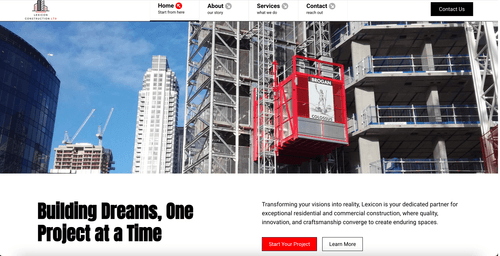 LEXICON
CONSTRUCTION LTD
Home
Start from here
About
our story
Services
what we do
Contact
reach out
Contact Us
BROGAN
COLOSSUS
Building Dreams, One
Project at a Time
Transforming your visions into reality, Lexicon is your dedicated partner for
exceptional residential and commercial construction, where quality,
innovation, and craftsmanship converge to create enduring spaces.
Start Your Project
Learn More